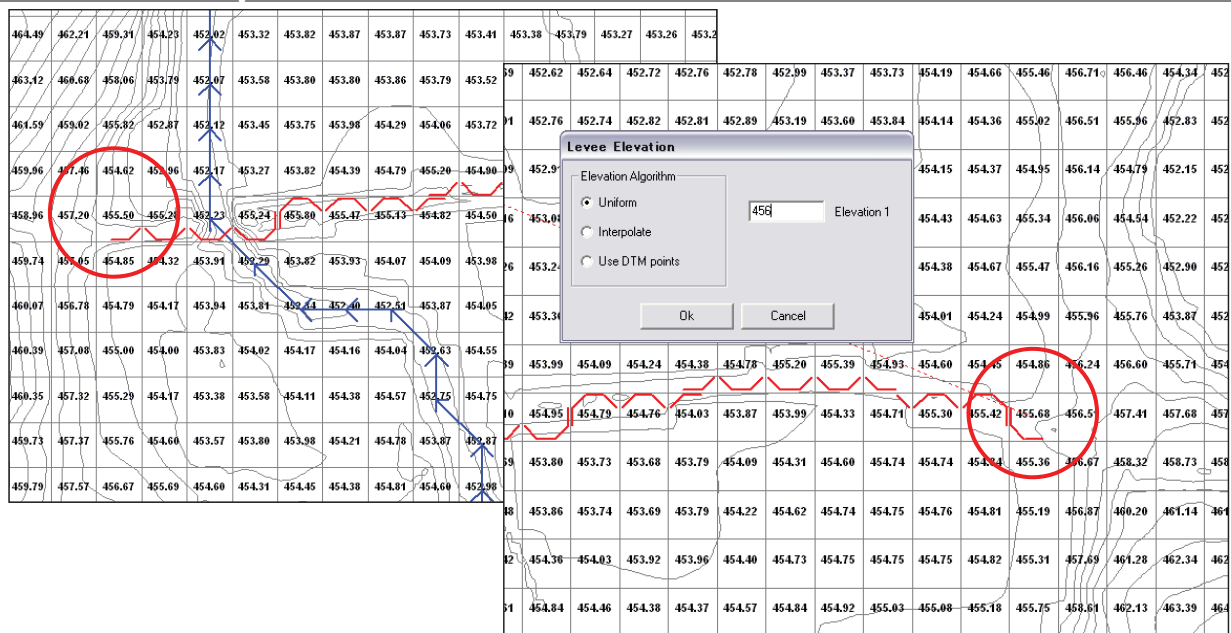 464.49 462.21 459.31 454.23 452.02 453.32 453.82 453.87 453.87 453.73 453.41 453.38 453.79 453.27 453.26
463.12 460.68 458.06 453.79 452.07 453.58 453.80 453.80 453.86 453.79 453.52
461.59 459.02 455.82 452.87 452.12 453.45 453.75 453.98 454.29 454.06 453.72
459.96 457.46 454.62 452.96 452.17 453.27 453.82 454.39 454.79 455.20 454.90
458.96 457.20 455.50 455.28 452.23 455.24 455.80 455.47 455.13 454.82 454.50
459.74 457.05 454.85 454.32 453.91 452.29 453.82 453.93 454.07 454.09 453.98
460.07 456.78 454.79 454.17 453.94 453.81 452.34 452.40 452.51 453.87 454.05
460.39 457.08 455.00 454.00 453.83 454.02 454.17 454.16 454.04 452.63 454.55
460.35 457.32 455.29 454.17 453.38 453.58 454.11 454.38 454.57 452.75 454.75
459.73 457.37 455.76 454.60 453.57 453.80 453.98 454.21 454.78 453.87 452.87
459.79 457.57 456.67 455.69 454.60 454.31 454.45 454.38 454.81 454.60 452.98
452.62 452.64 452.72 452.76 452.78 452.99 453.37 453.73 454.19 454.66 455.46 456.71 456.46 454.34
452.76 452.74 452.82 452.81 452.89 453.19 453.60 453.84 454.14 454.36 455.02 456.51 455.96 452.83
454.15 454.37 454.95 456.14 454.79 452.15
454.43 454.63 455.34 456.06 454.54 452.22
454.38 454.67 455.47 456.16 455.26 452.90
454.01 454.24 454.99 455.96 455.76 453.87
Levee Elevation
Elevation Algorithm
Uniform
456 Elevation 1
Interpolate
Use DTM points
Ok Cancel
453.99 454.09 454.24 454.38 454.78 455.20 455.39 454.93 454.60 454.45 454.86 456.24 456.60 455.71
454.95 454.79 454.76 454.03 453.87 453.99 454.33 454.71 455.30 455.42 455.68 457.41 457.68
453.80 453.73 453.68 453.79 454.09 454.31 454.60 454.74 454.74 454.84 455.36 456.67 458.32 458.73
453.86 453.74 453.69 453.79 454.22 454.62 454.74 454.75 454.76 454.81 455.19 456.87 460.20 461.14
454.36 454.03 453.92 453.96 454.40 454.73 454.75 454.75 454.75 454.82 455.31 457.69 461.28 462.34
454.84 454.46 454.38 454.37 454.57 454.84 454.92 455.03 455.08 455.18 455.75 458.61 462.13 463.39